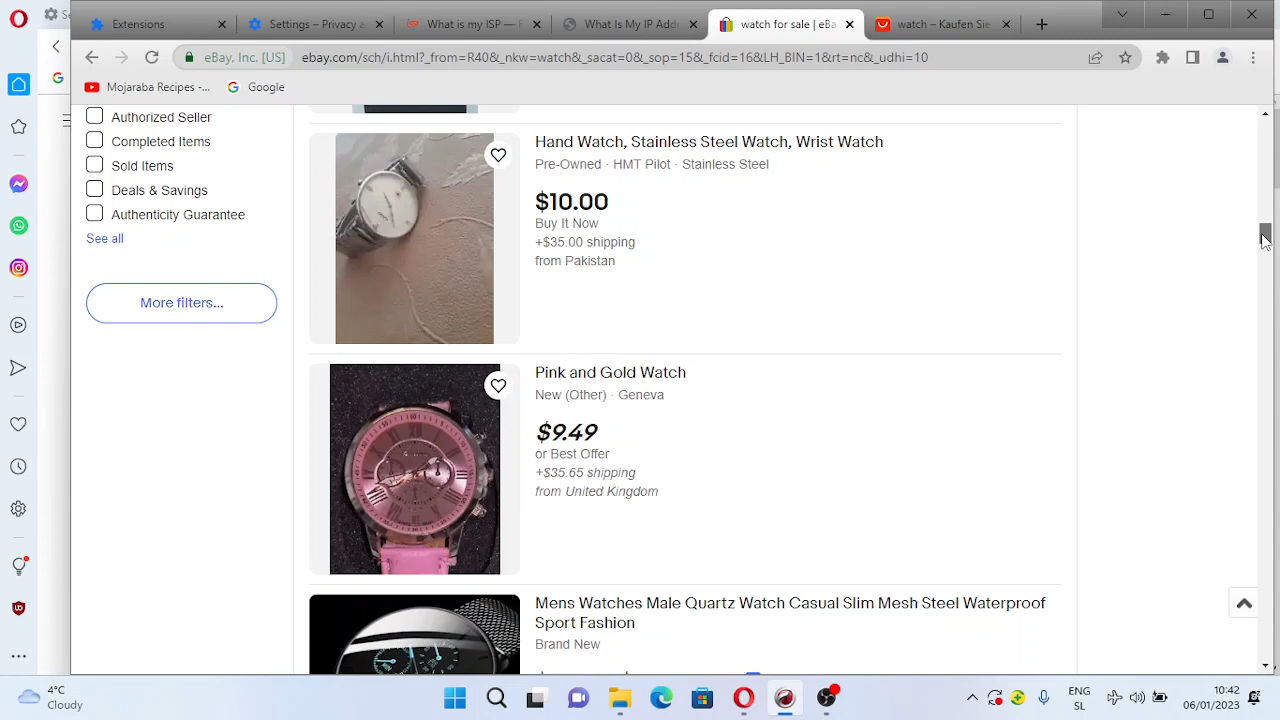 Se
Extensions
Settings – Privacy a
What is my ISP — F
What Is My IP Addr
watch for sale | eBa
watch – Kaufen Sie
eBay. Inc. [US]
ebay.com/sch/i.html?_from=R40&_nkw=watch&_sacat=0&_sop=15&_fcid=16&LH_BIN=1&rt=nc&_udhi=10
Mojaraba Recipes -...
Google
Authorized Seller
Completed Items
Sold Items
Deals & Savings
Authenticity Guarantee
See all
More filters...
Hand Watch, Stainless Steel Watch, Wrist Watch
Pre-Owned · HMT Pilot · Stainless Steel
$10.00
Buy It Now
+$35.00 shipping
from Pakistan
Pink and Gold Watch
New (Other) · Geneva
$9.49
or Best Offer
+$35.65 shipping
from United Kingdom
Mens Watches Male Quartz Watch Casual Slim Mesh Steel Waterproof
Sport Fashion
Brand New
4°C
Cloudy
ENG
SL
10:42
06/01/2023